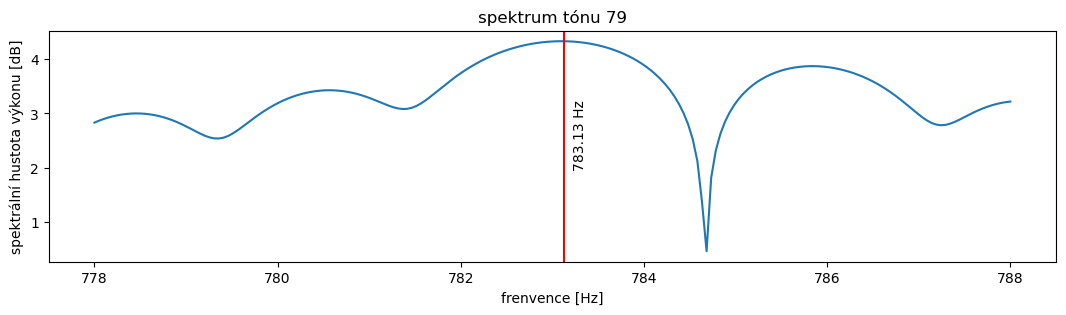 spektrum tónu 79
spektrální hustota výkonu [dB]
4
3
2
1
783.13 Hz
778
780
782
784
786
788
frenvence [Hz]